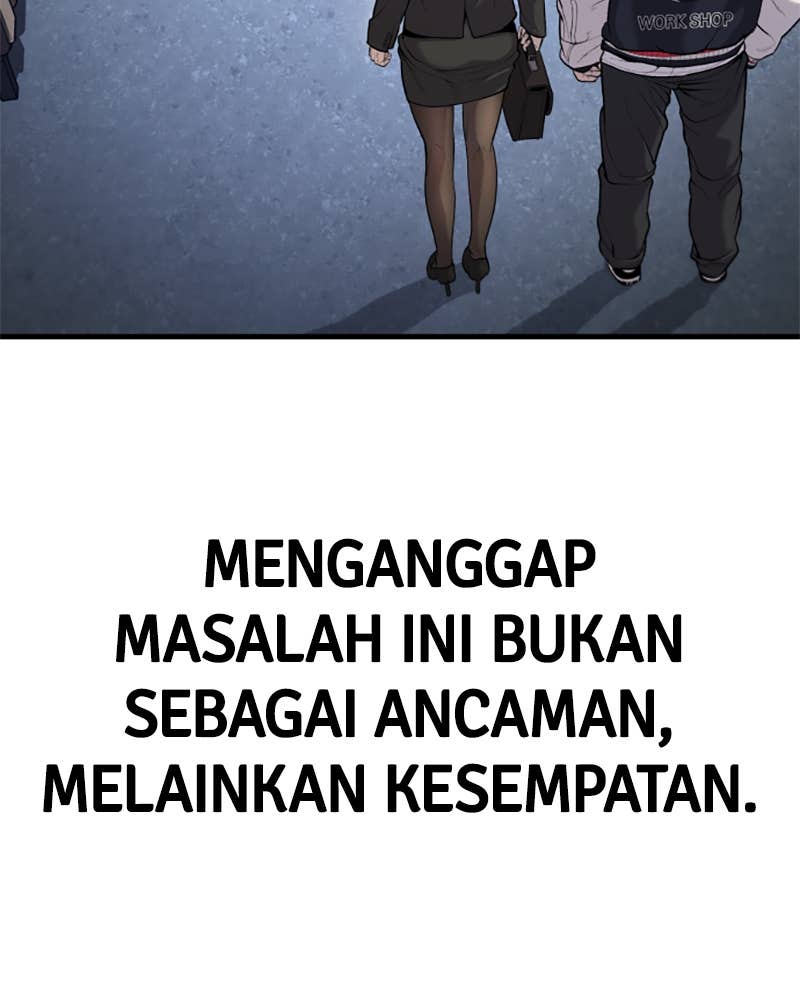 WORK SHOP
MENGANGGAP
MASALAH INI BUKAN
SEBAGAI ANCAMAN,
MELAINKAN KESEMPATAN.